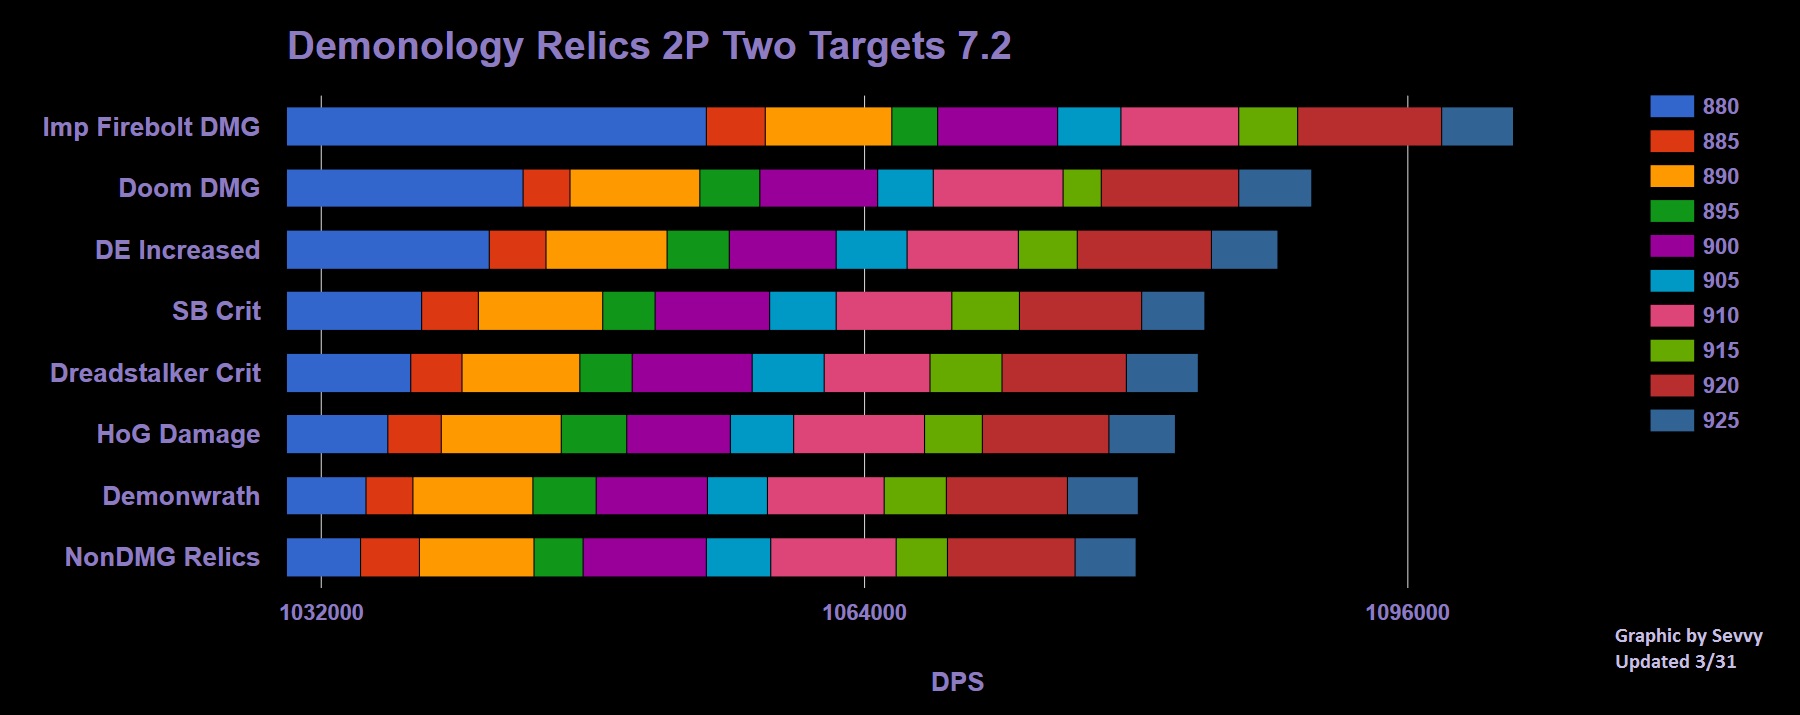 Demonology Relics 2P Two Targets 7.2
Imp Firebolt DMG
Doom DMG
DE Increased
SB Crit
Dreadstalker Crit
HoG Damage
Demonwrath
NonDMG Relics
1032000 1064000 1096000
DPS
880
885
890
895
900
905
910
915
920
925
Graphic by Sevvy
Updated 3/31